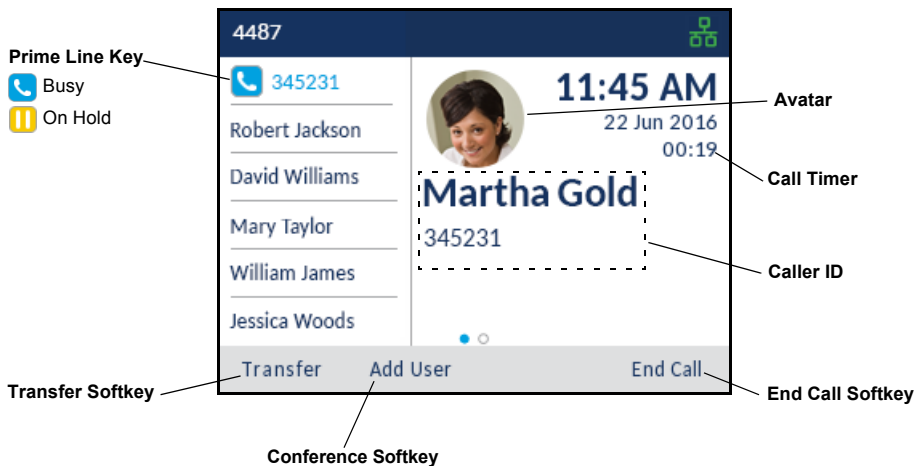 4487
Prime Line Key
Busy
On Hold
345231
Robert Jackson
David Williams
Mary Taylor
William James
Jessica Woods
11:45 AM
22 Jun 2016
00:19
Martha Gold
345231
Avatar
Call Timer
Caller ID
Transfer
Add User
End Call
Transfer Softkey
End Call Softkey
Conference Softkey